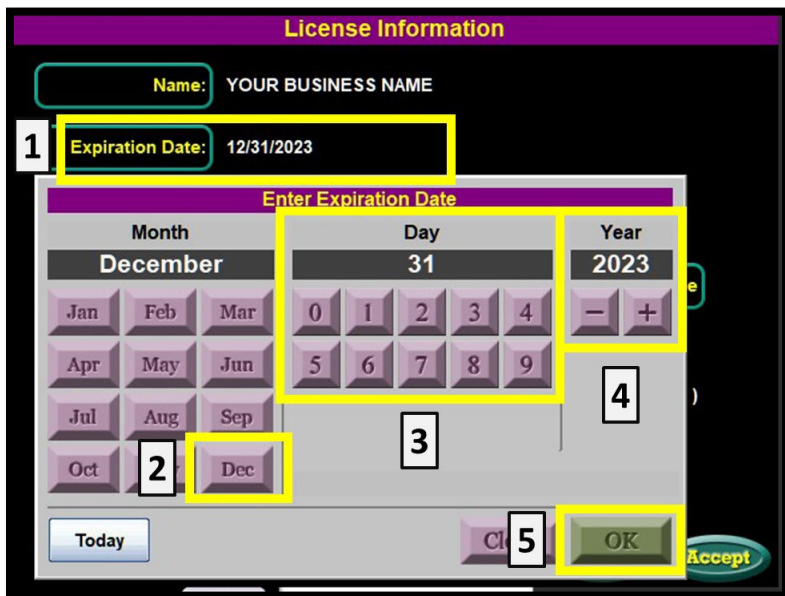 License Information
Name: YOUR BUSINESS NAME
1
Expiration Date: 12/31/2023
Enter Expiration Date
Month Day Year
December 31 2023
Jan Feb Mar 0 1 2 3 4 − +
Apr May Jun 5 6 7 8 9
4
Jul Aug Sep
3
2
Oct Dec
Today 5 OK
Accept